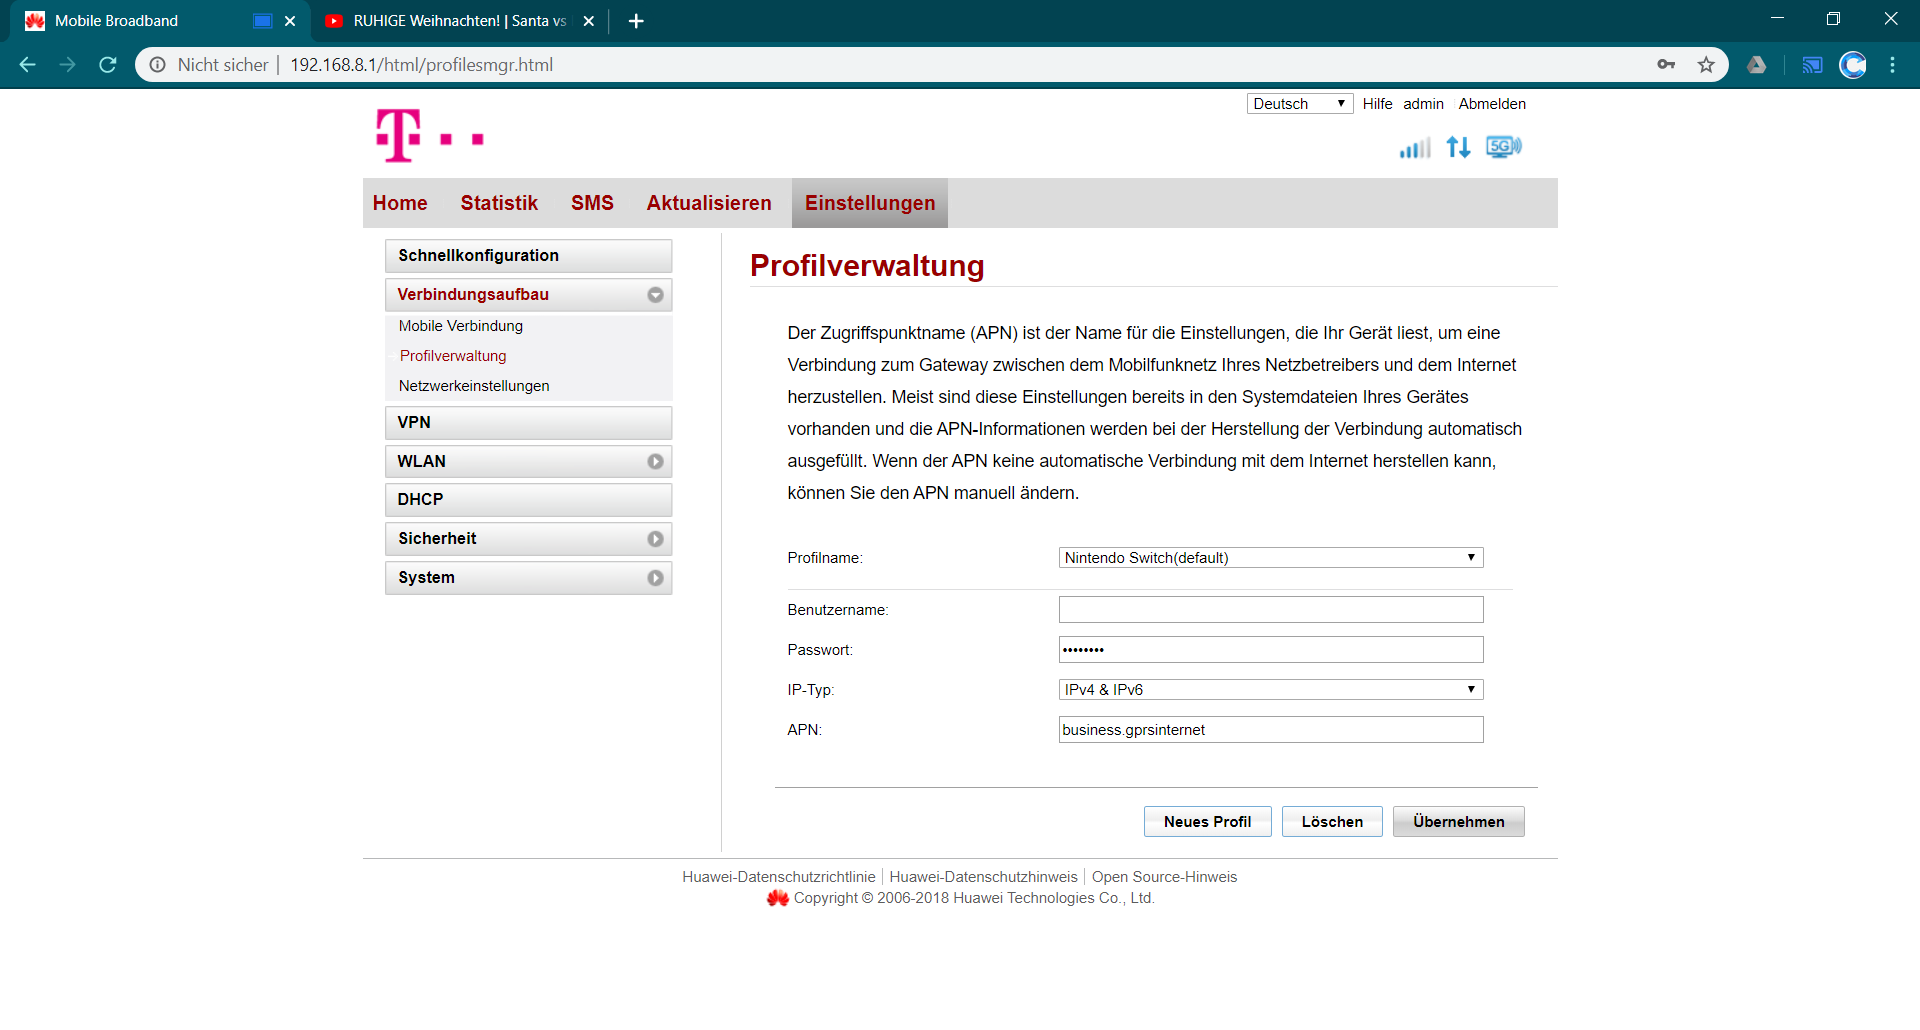 Mobile Broadband
RUHIGE Weihnachten! | Santa vs
Nicht sicher | 192.168.8.1/html/profilesmgr.html
Deutsch Hilfe admin Abmelden
T
5G
Home Statistik SMS Aktualisieren Einstellungen
Schnellkonfiguration
Verbindungsaufbau
Mobile Verbindung
Profilverwaltung
Netzwerkeinstellungen
VPN
WLAN
DHCP
Sicherheit
System
Profilverwaltung
Der Zugriffspunktname (APN) ist der Name für die Einstellungen, die Ihr Gerät liest, um eine
Verbindung zum Gateway zwischen dem Mobilfunknetz Ihres Netzbetreibers und dem Internet
herzustellen. Meist sind diese Einstellungen bereits in den Systemdateien Ihres Gerätes
vorhanden und die APN-Informationen werden bei der Herstellung der Verbindung automatisch
ausgefüllt. Wenn der APN keine automatische Verbindung mit dem Internet herstellen kann,
können Sie den APN manuell ändern.
Profilname: Nintendo Switch(default)
Benutzername:
Passwort: ••••••••
IP-Typ: IPv4 & IPv6
APN: business.gprsinternet
Neues Profil Löschen Übernehmen
Huawei-Datenschutzrichtlinie | Huawei-Datenschutzhinweis | Open Source-Hinweis
Copyright © 2006-2018 Huawei Technologies Co., Ltd.